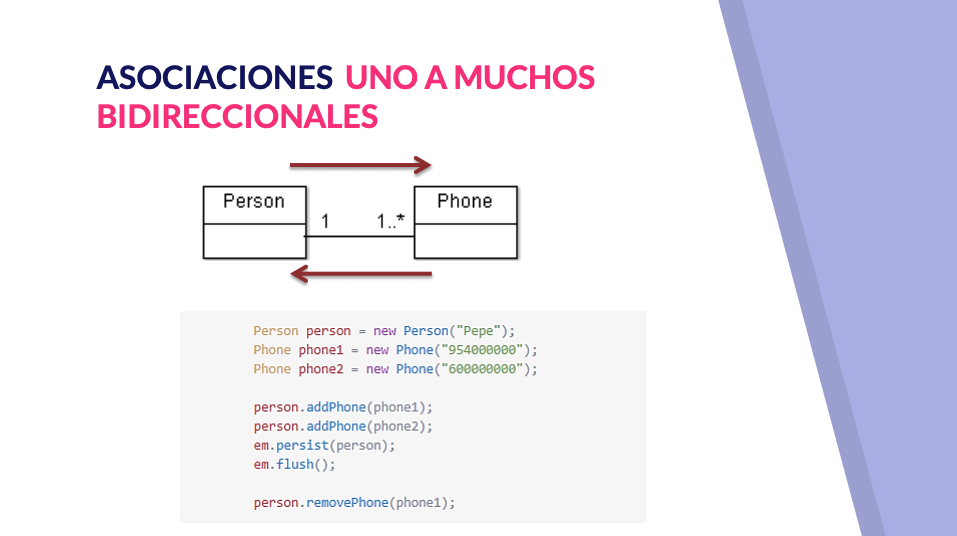 ASOCIACIONES UNO A MUCHOS
BIDIRECCIONALES
Person
Phone
1 1..*
Person person = new Person("Pepe");
Phone phone1 = new Phone("954000000");
Phone phone2 = new Phone("600000000");
person.addPhone(phone1);
person.addPhone(phone2);
em.persist(person);
em.flush();
person.removePhone(phone1);